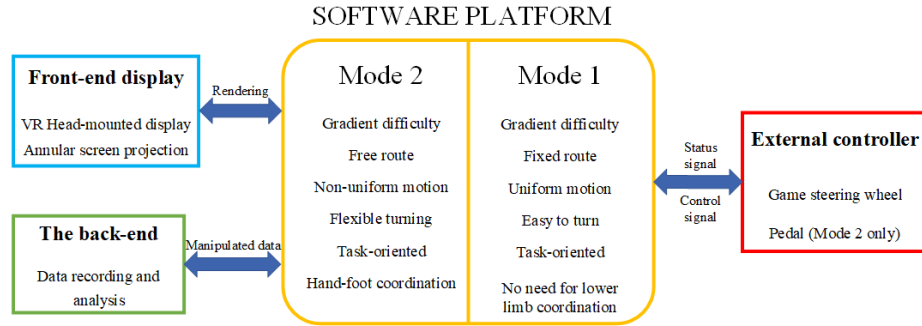 SOFTWARE PLATFORM
Front-end display
VR Head-mounted display
Annular screen projection
Rendering
The back-end
Data recording and
analysis
Manipulated data
Mode 2
Gradient difficulty
Free route
Non-uniform motion
Flexible turning
Task-oriented
Hand-foot coordination
Mode 1
Gradient difficulty
Fixed route
Uniform motion
Easy to turn
Task-oriented
No need for lower
limb coordination
Status
signal
Control
signal
External controller
Game steering wheel
Pedal (Mode 2 only)